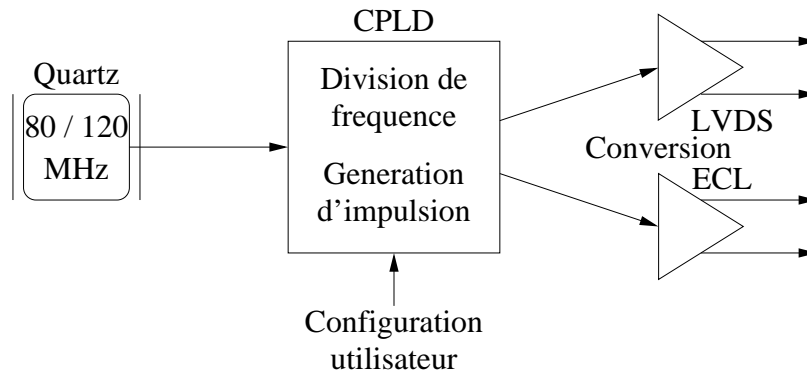 CPLD
Quartz
80 / 120
MHz
Division de
frequence
Generation
d'impulsion
LVDS
Conversion
ECL
Configuration
utilisateur